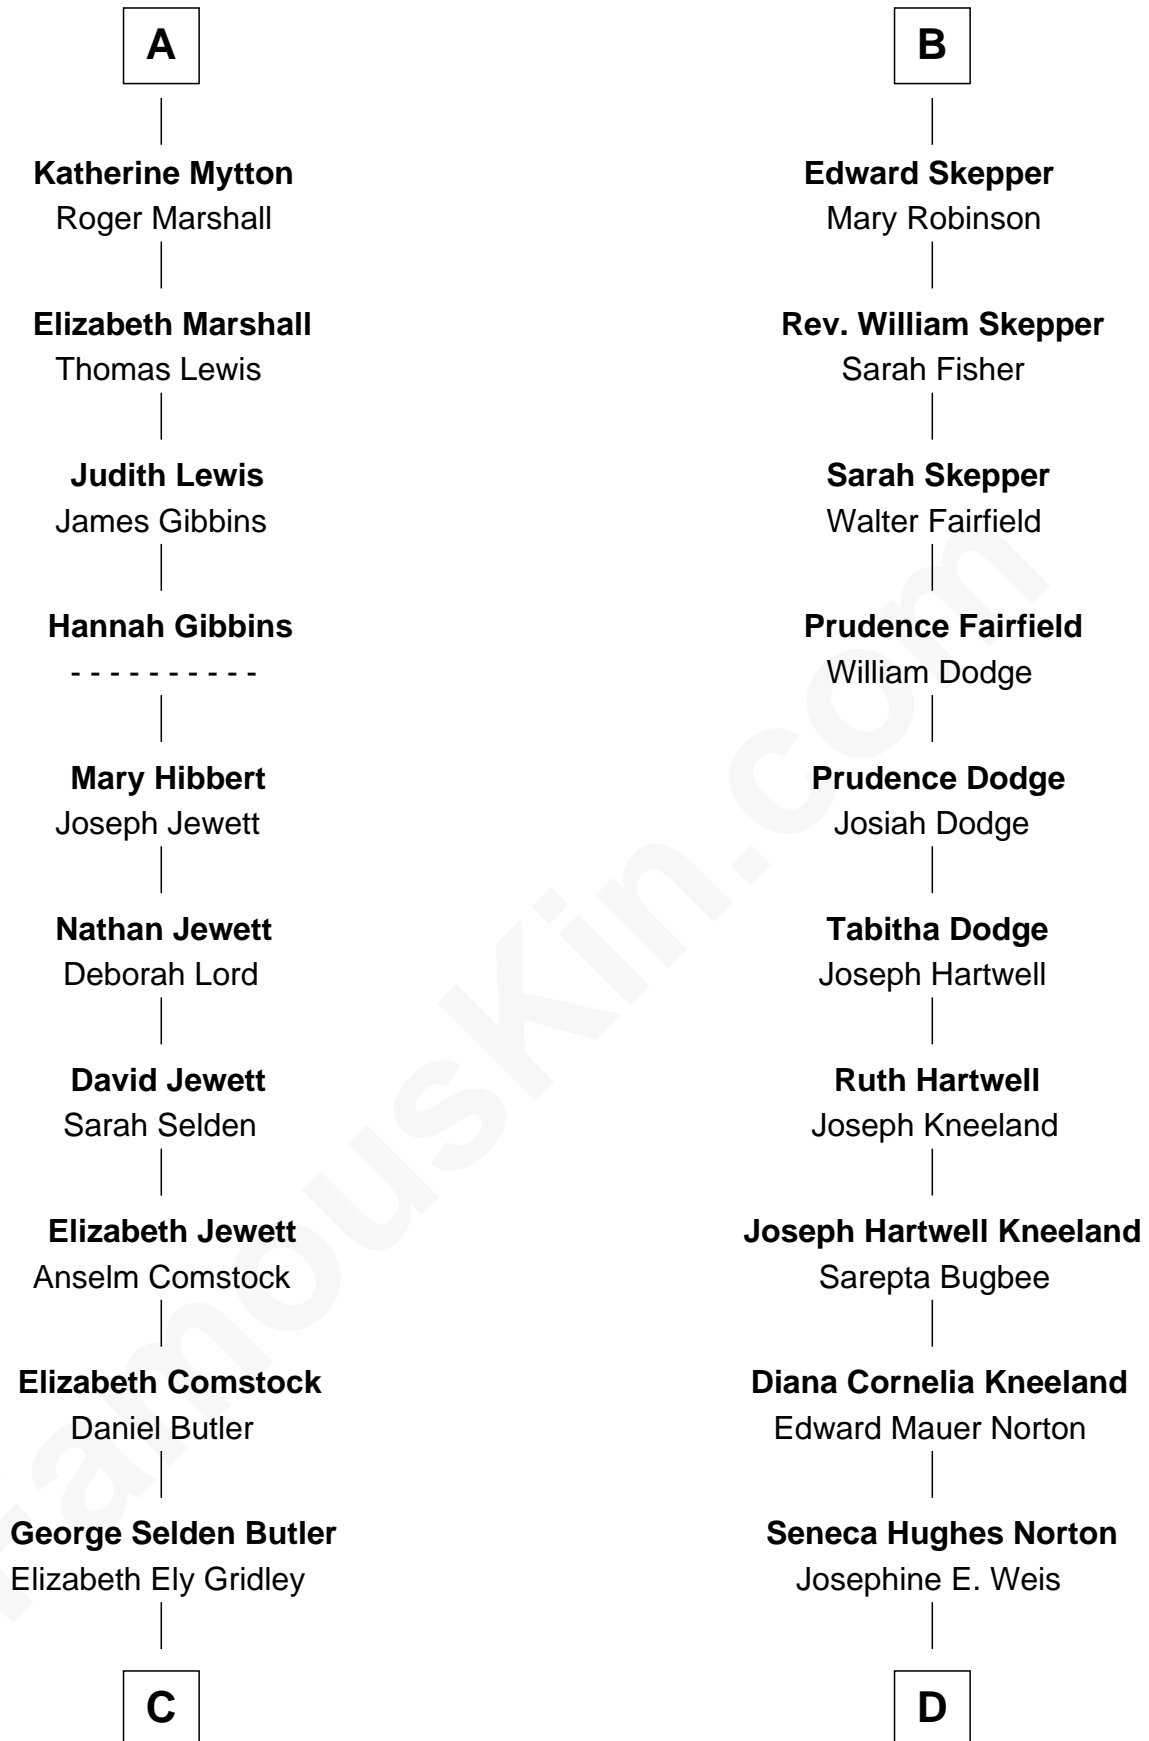 A
Katherine Mytton
Roger Marshall
Elizabeth Marshall
Thomas Lewis
Judith Lewis
James Gibbins
Hannah Gibbins
- - - - - - - - - -
Mary Hibbert
Joseph Jewett
Nathan Jewett
Deborah Lord
David Jewett
Sarah Selden
Elizabeth Jewett
Anselm Comstock
Elizabeth Comstock
Daniel Butler
George Selden Butler
Elizabeth Ely Gridley
C
B
Edward Skepper
Mary Robinson
Rev. William Skepper
Sarah Fisher
Sarah Skepper
Walter Fairfield
Prudence Fairfield
William Dodge
Prudence Dodge
Josiah Dodge
Tabitha Dodge
Joseph Hartwell
Ruth Hartwell
Joseph Kneeland
Joseph Hartwell Kneeland
Sarepta Bugbee
Diana Cornelia Kneeland
Edward Mauer Norton
Seneca Hughes Norton
Josephine E. Weis
D
FamousKin.com